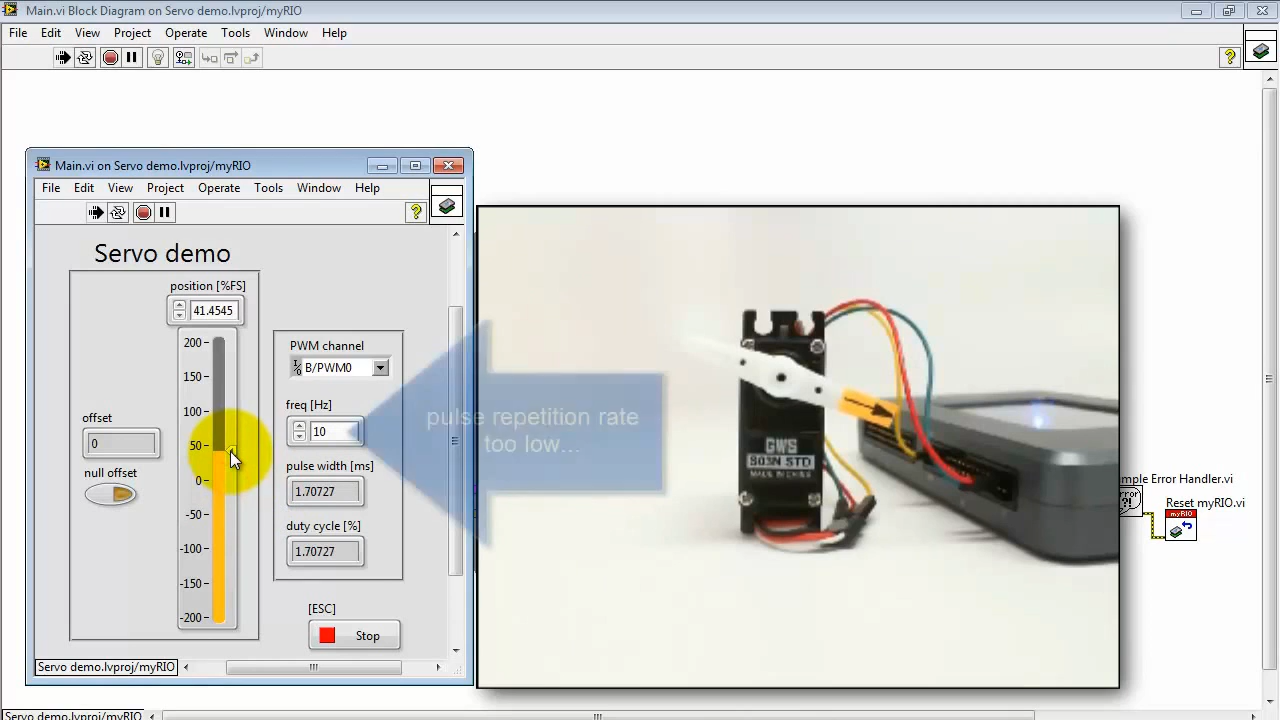 Main.vi Block Diagram on Servo demo.lvproj/myRIO
File Edit View Project Operate Tools Window Help
Main.vi on Servo demo.lvproj/myRIO
File Edit View Project Operate Tools Window Help
Servo demo
position [%FS]
41.4545
200
150
100
50
0
-50
-100
-150
-200
offset
0
null offset
PWM channel
B/PWM0
freq [Hz]
10
pulse width [ms]
1.70727
duty cycle [%]
1.70727
[ESC]
Stop
Servo demo.lvproj/myRIO
pulse repetition rate
too low...
GWS
S03N STD
MADE IN CHINA
mple Error Handler.vi
Reset myRIO.vi
myRIO
Servo demo.lvproj/myRIO